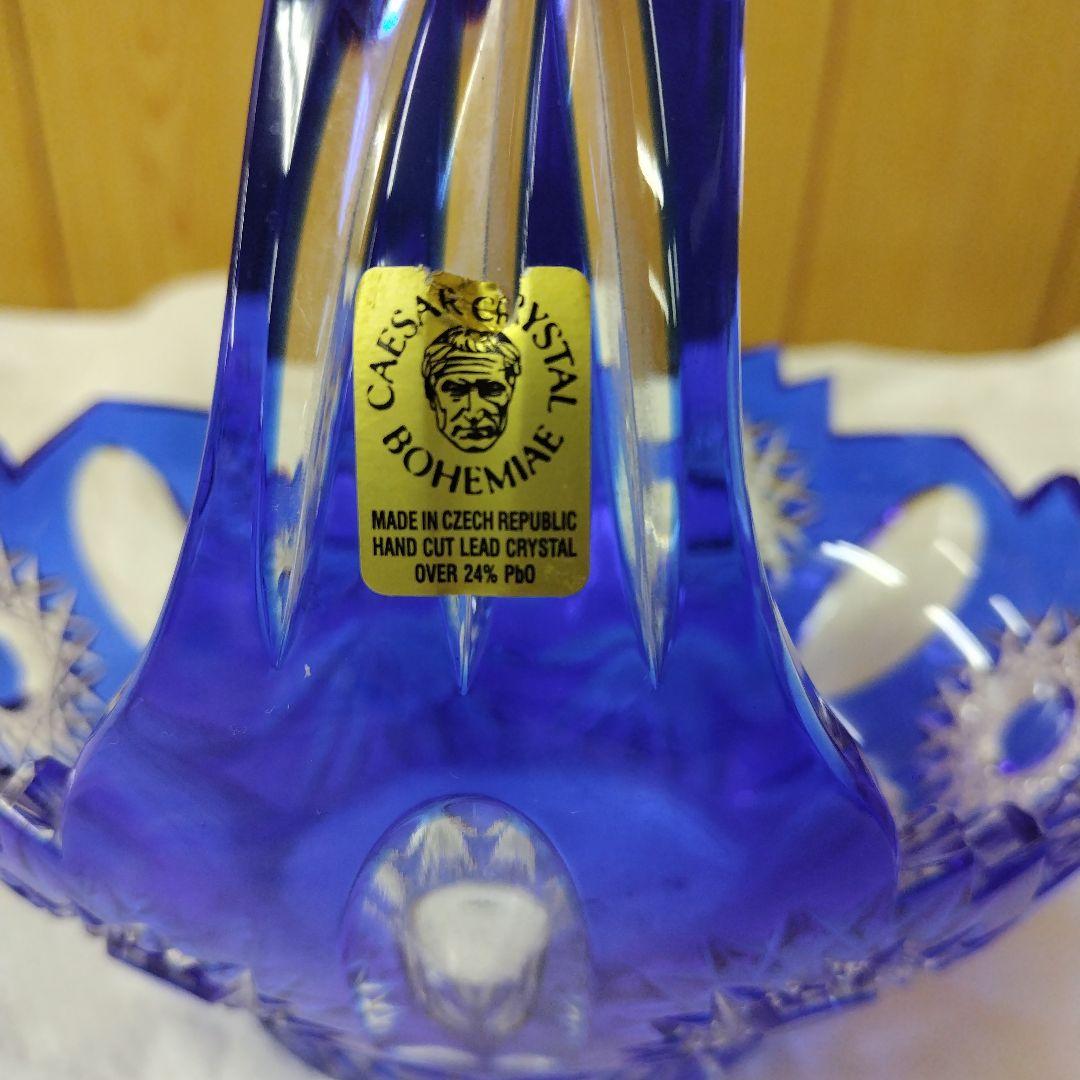 CAESAR CRYSTAL
BOHEMIAE
MADE IN CZECH REPUBLIC
HAND CUT LEAD CRYSTAL
OVER 24% PbO